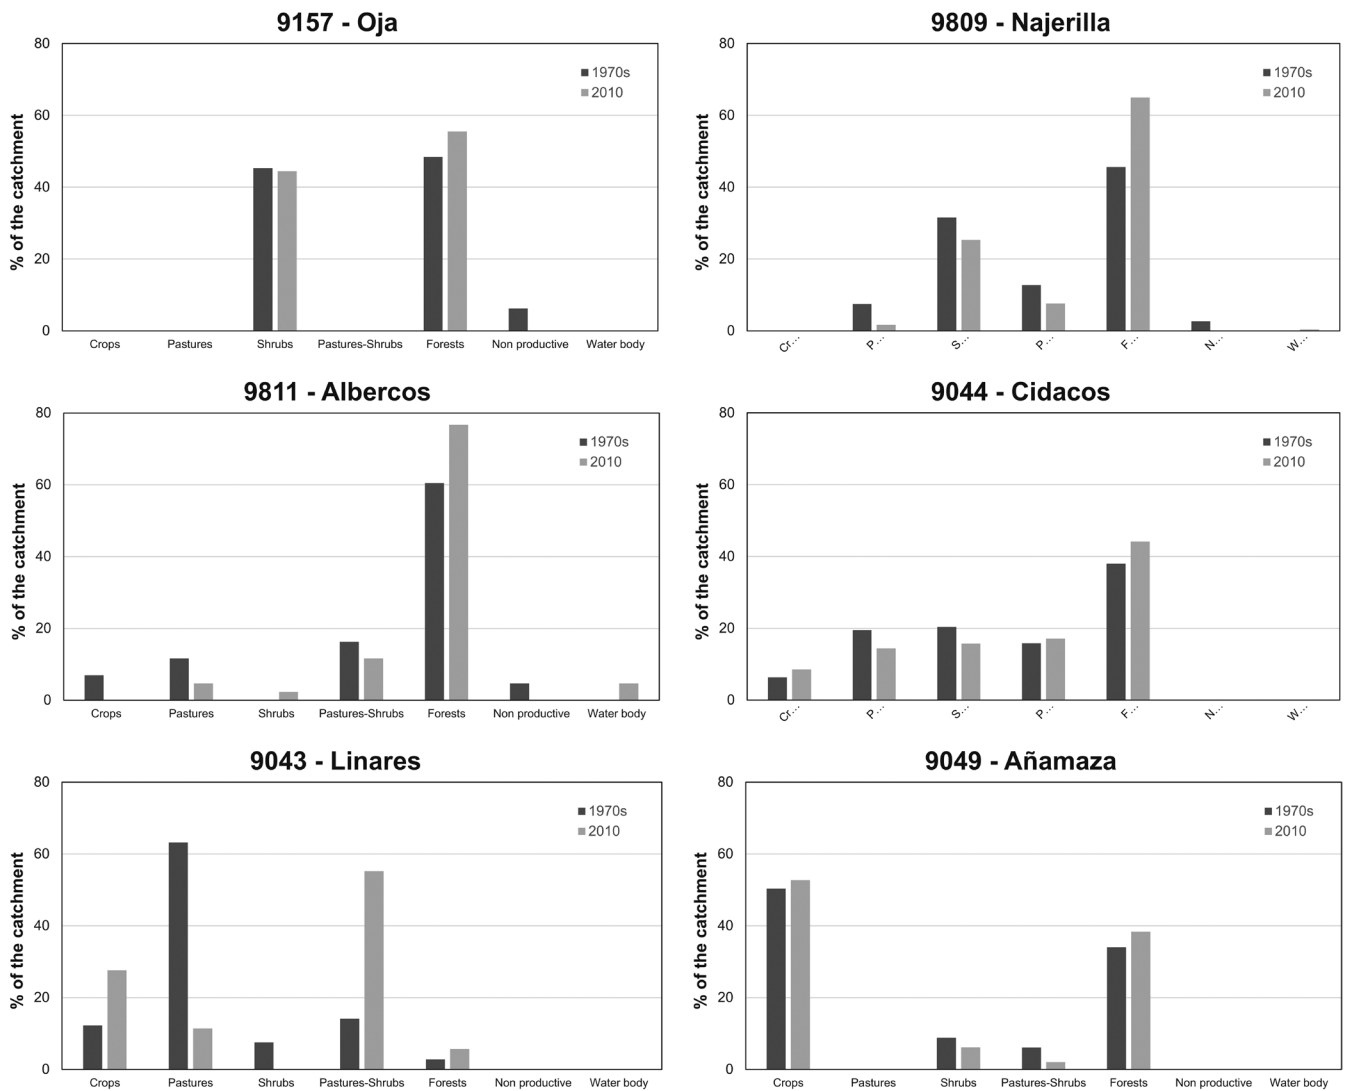 9157 - Oja
% of the catchment
80
60
40
20
0
1970s
2010
Crops Pastures Shrubs Pastures-Shrubs Forests Non productive Water body
9809 - Najerilla
% of the catchment
80
60
40
20
0
1970s
2010
Cr... P... S... P... F... N... W...
9811 - Albercos
% of the catchment
80
60
40
20
0
1970s
2010
Crops Pastures Shrubs Pastures-Shrubs Forests Non productive Water body
9044 - Cidacos
% of the catchment
80
60
40
20
0
1970s
2010
Cr... P... S... P... F... N... W...
9043 - Linares
% of the catchment
80
60
40
20
0
1970s
2010
Crops Pastures Shrubs Pastures-Shrubs Forests Non productive Water body
9049 - Añamaza
% of the catchment
80
60
40
20
0
1970s
2010
Crops Pastures Shrubs Pastures-Shrubs Forests Non productive Water body